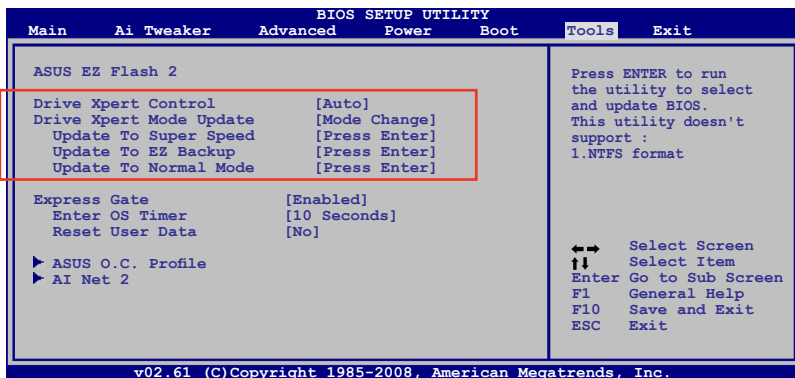 BIOS SETUP UTILITY
Main Ai Tweaker Advanced Power Boot Tools Exit
ASUS EZ Flash 2
Drive Xpert Control [Auto]
Drive Xpert Mode Update [Mode Change]
Update To Super Speed [Press Enter]
Update To EZ Backup [Press Enter]
Update To Normal Mode [Press Enter]
Express Gate [Enabled]
Enter OS Timer [10 Seconds]
Reset User Data [No]
ASUS O.C. Profile
AI Net 2
Press ENTER to run
the utility to select
and update BIOS.
This utility doesn't
support :
1.NTFS format
Select Screen
Select Item
Enter Go to Sub Screen
F1 General Help
F10 Save and Exit
ESC Exit
v02.61 (C)Copyright 1985-2008, American Megatrends, Inc.